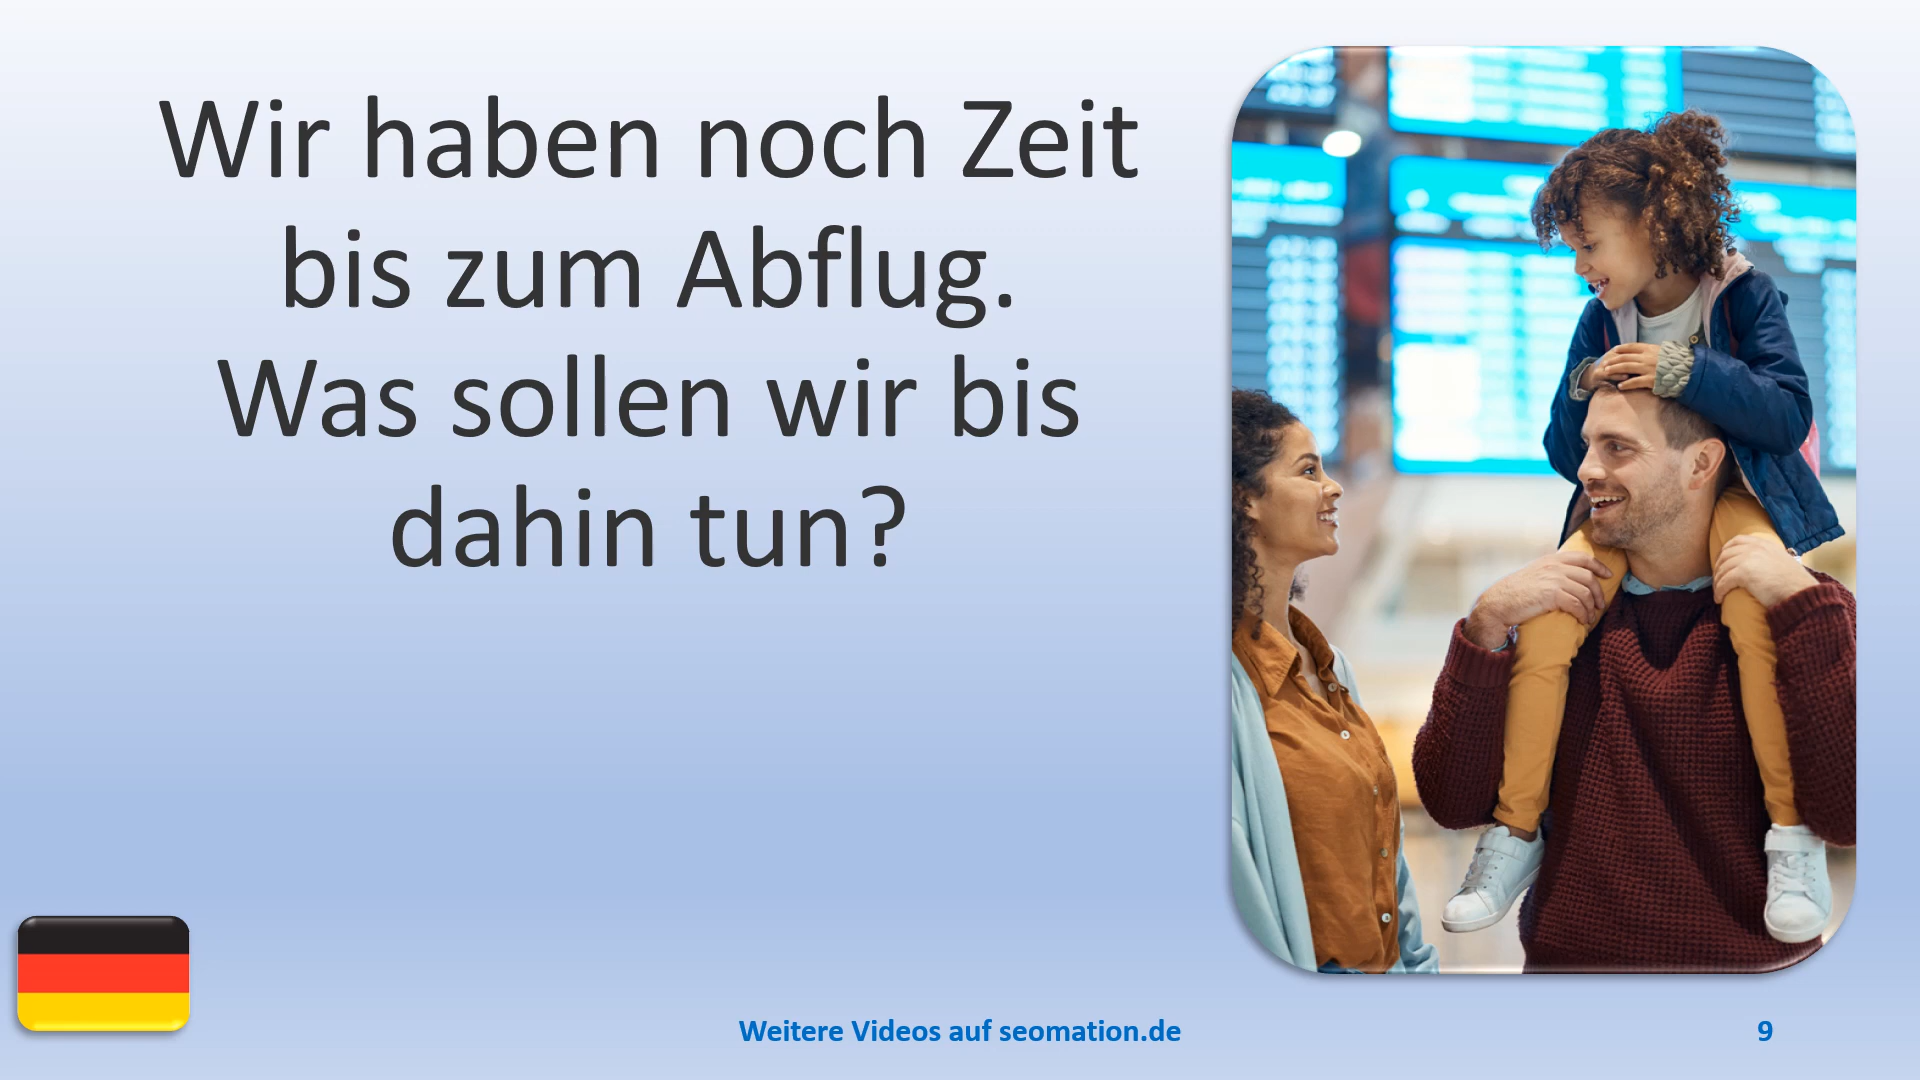 Wir haben noch Zeit
bis zum Abflug.
Was sollen wir bis
dahin tun?
Weitere Videos auf seomation.de
9